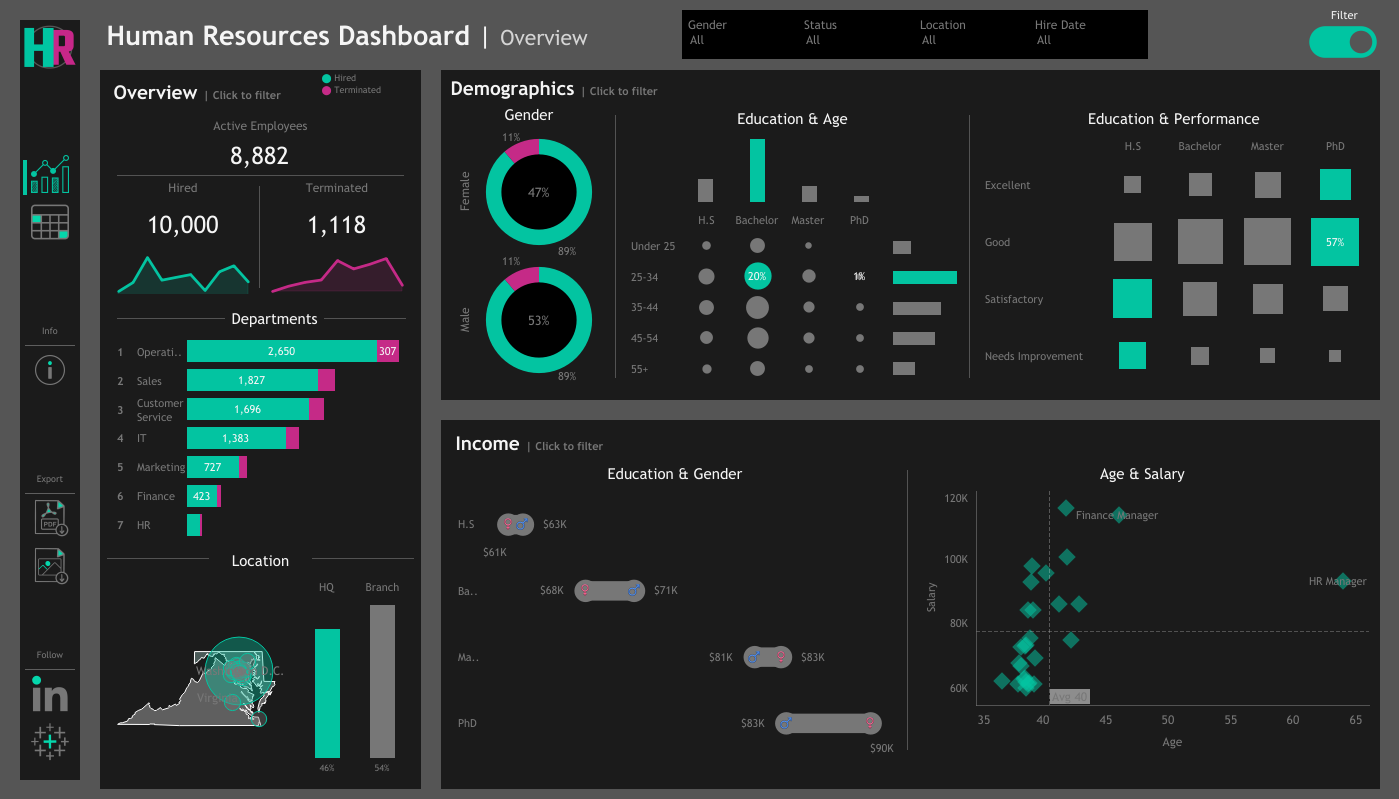 HR
Human Resources Dashboard | Overview
Gender
All
Status
All
Location
All
Hire Date
All
Filter
Overview | Click to filter
Hired
Terminated
Active Employees
8,882
Hired
10,000
Terminated
1,118
Departments
1 Operati.. 2,650 307
2 Sales 1,827
3 Customer Service 1,696
4 IT 1,383
5 Marketing 727
6 Finance 423
7 HR
Location
HQ
Branch
46%
54%
Info
Export
PDF
Follow
in
Demographics | Click to filter
Gender
Female
11%
47%
89%
Male
11%
53%
89%
Education & Age
H.S Bachelor Master PhD
Under 25
25-34 20% 1%
35-44
45-54
55+
Education & Performance
H.S Bachelor Master PhD
Excellent
Good 57%
Satisfactory
Needs Improvement
Income | Click to filter
Education & Gender
H.S $63K
$61K
Ba.. $68K $71K
Ma.. $81K $83K
PhD $83K
$90K
Age & Salary
Salary
120K
100K
80K
60K
Finance Manager
HR Manager
Avg 40
35 40 45 50 55 60 65
Age